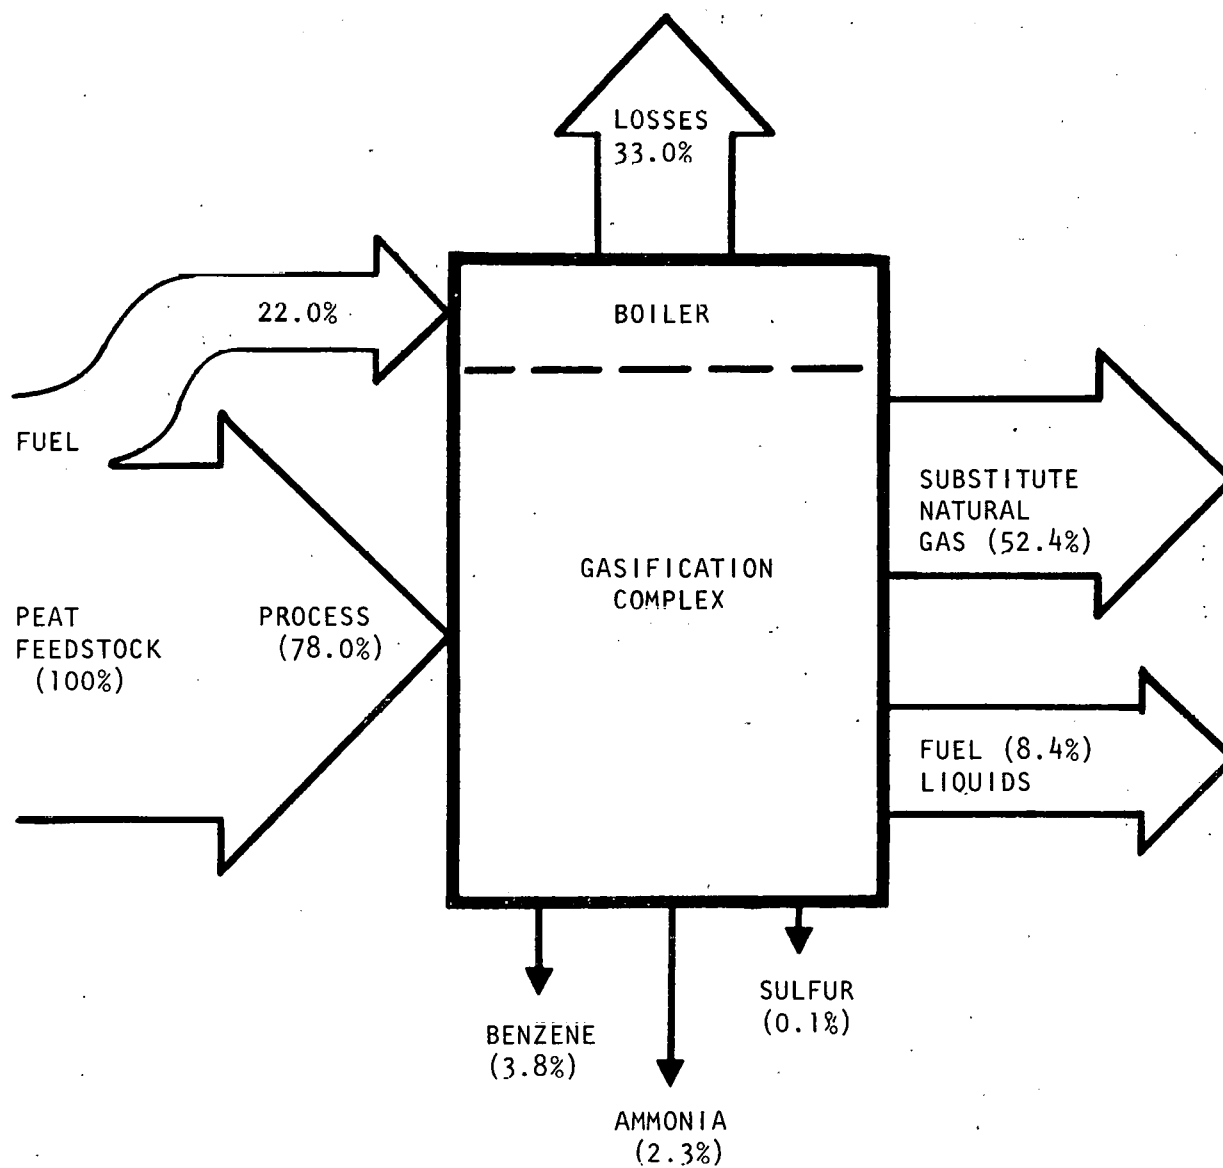 LOSSES
33.0%
22.0%
BOILER
FUEL
SUBSTITUTE
NATURAL
GAS (52.4%)
GASIFICATION
COMPLEX
PEAT
FEEDSTOCK
(100%)
PROCESS
(78.0%)
FUEL (8.4%)
LIQUIDS
SULFUR
(0.1%)
BENZENE
(3.8%)
AMMONIA
(2.3%)